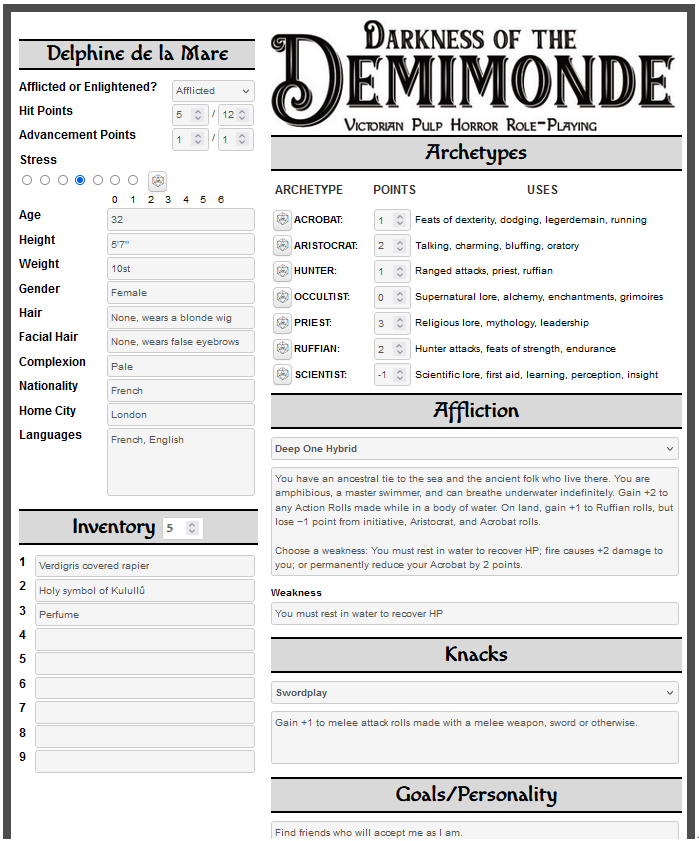 Delphine de la Mare
Afflicted or Enlightened? Afflicted
Hit Points 5 / 12
Advancement Points 1 / 1
Stress
0 1 2 3 4 5 6
Age 32
Height 5'7"
Weight 10st
Gender Female
Hair None, wears a blonde wig
Facial Hair None, wears false eyebrows
Complexion Pale
Nationality French
Home City London
Languages French, English
Inventory 5
1 Verdigris covered rapier
2 Holy symbol of Kulullû
3 Perfume
4
5
6
7
8
9
Darkness of the
Demimonde
Victorian Pulp Horror Role-Playing
Archetypes
ARCHETYPE POINTS USES
ACROBAT: 1 Feats of dexterity, dodging, legerdemain, running
ARISTOCRAT: 2 Talking, charming, bluffing, oratory
HUNTER: 1 Ranged attacks, priest, ruffian
OCCULTIST: 0 Supernatural lore, alchemy, enchantments, grimoires
PRIEST: 3 Religious lore, mythology, leadership
RUFFIAN: 2 Hunter attacks, feats of strength, endurance
SCIENTIST: -1 Scientific lore, first aid, learning, perception, insight
Affliction
Deep One Hybrid
You have an ancestral tie to the sea and the ancient folk who live there. You are
amphibious, a master swimmer, and can breathe underwater indefinitely. Gain +2 to
any Action Rolls made while in a body of water. On land, gain +1 to Ruffian rolls, but
lose −1 point from initiative, Aristocrat, and Acrobat rolls.
Choose a weakness: You must rest in water to recover HP; fire causes +2 damage to
you; or permanently reduce your Acrobat by 2 points.
Weakness
You must rest in water to recover HP
Knacks
Swordplay
Gain +1 to melee attack rolls made with a melee weapon, sword or otherwise.
Goals/Personality
Find friends who will accept me as I am.